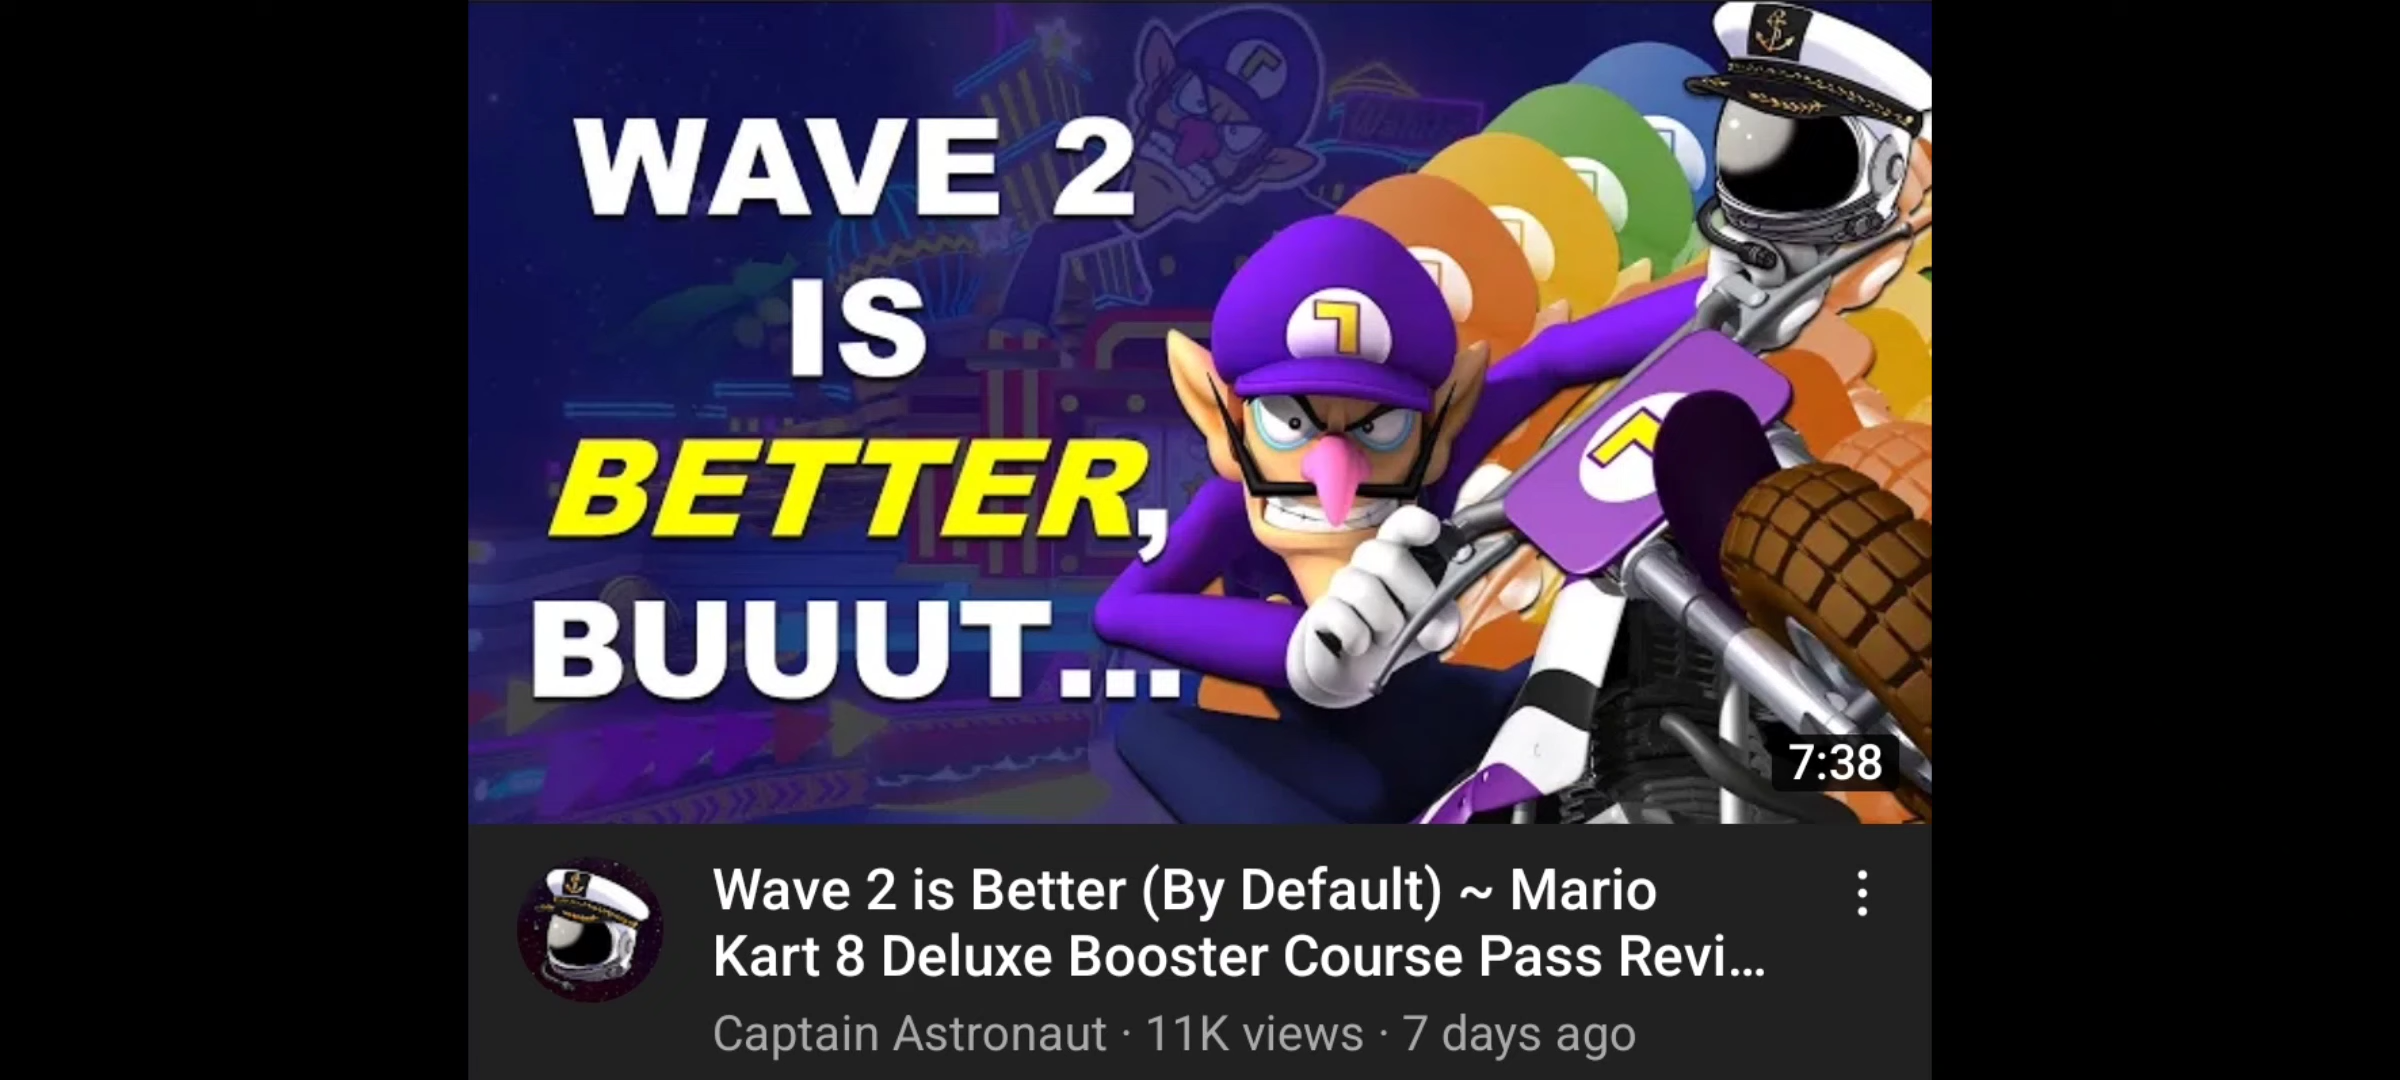 WAVE 2
IS
BETTER,
BUUUT...
7:38
Wave 2 is Better (By Default) ~ Mario
Kart 8 Deluxe Booster Course Pass Revi...
Captain Astronaut · 11K views · 7 days ago